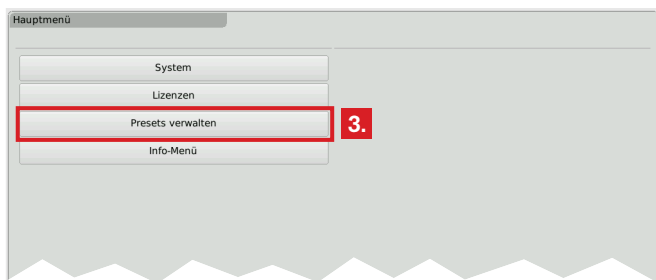 Hauptmenü
System
Lizenzen
Presets verwalten
3.
Info-Menü